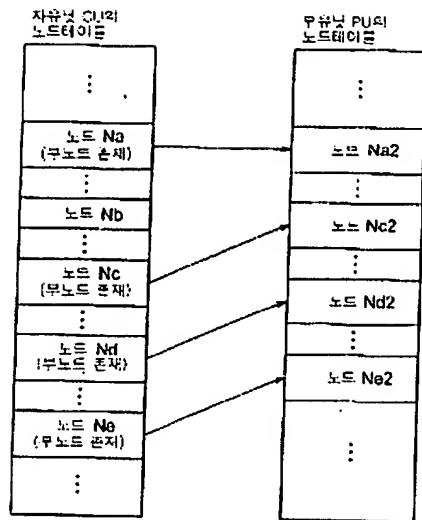 자유닛 CU의
노드테이블
노드 Na
(부노드 존재)
노드 Nb
노드 Nc
(부노드 존재)
노드 Nd
(부노드 존재)
노드 Ne
(부노드 존재)
부유닛 PU의
노드테이블
노드 Na2
노드 Nc2
노드 Nd2
노드 Ne2